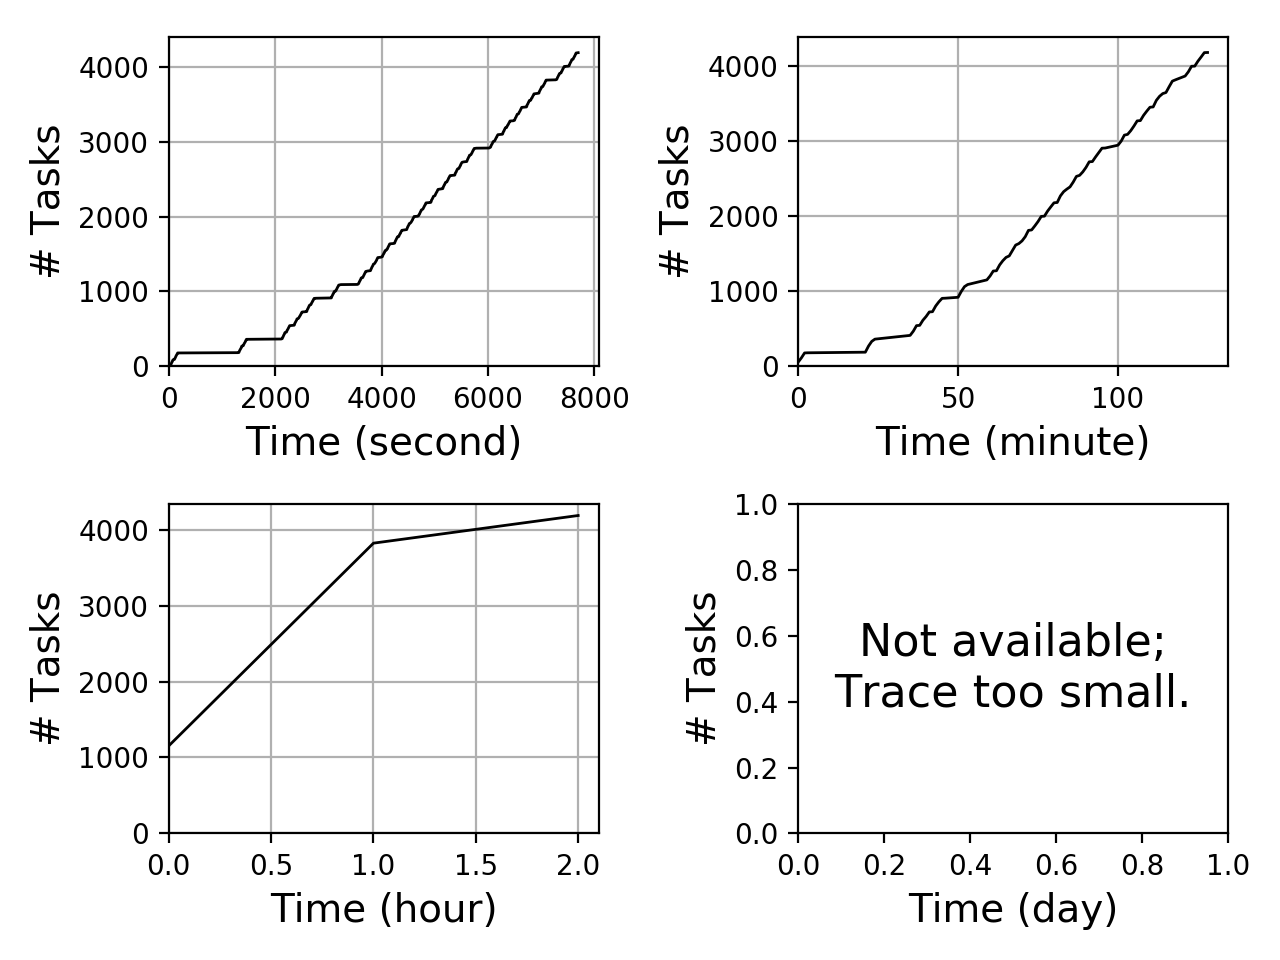 4000
3000
2000
1000
0
# Tasks
0 2000 4000 6000 8000
Time (second)
4000
3000
2000
1000
0
# Tasks
0 50 100
Time (minute)
4000
3000
2000
1000
0
# Tasks
0.0 0.5 1.0 1.5 2.0
Time (hour)
1.0
0.8
0.6
0.4
0.2
0.0
# Tasks
Not available;
Trace too small.
0.0 0.2 0.4 0.6 0.8 1.0
Time (day)